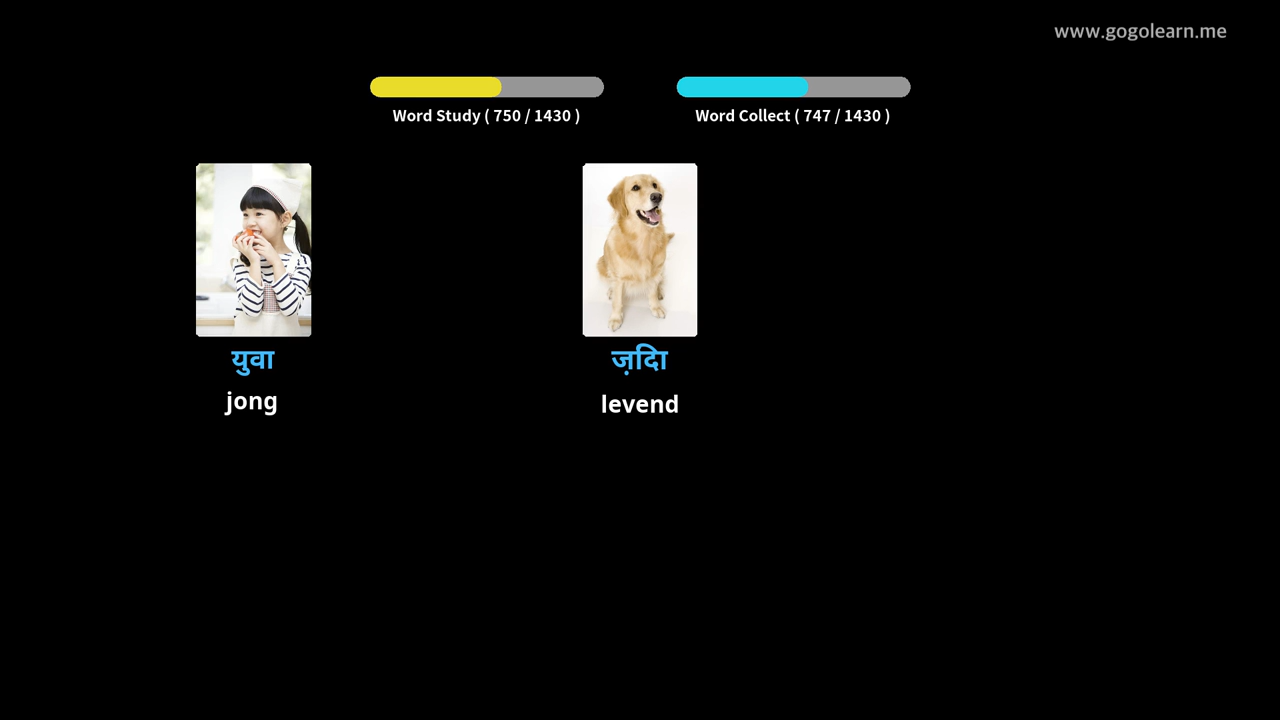 www.gogolearn.me
Word Study ( 750 / 1430 )
Word Collect ( 747 / 1430 )
युवा
jong
ज़दिा
levend